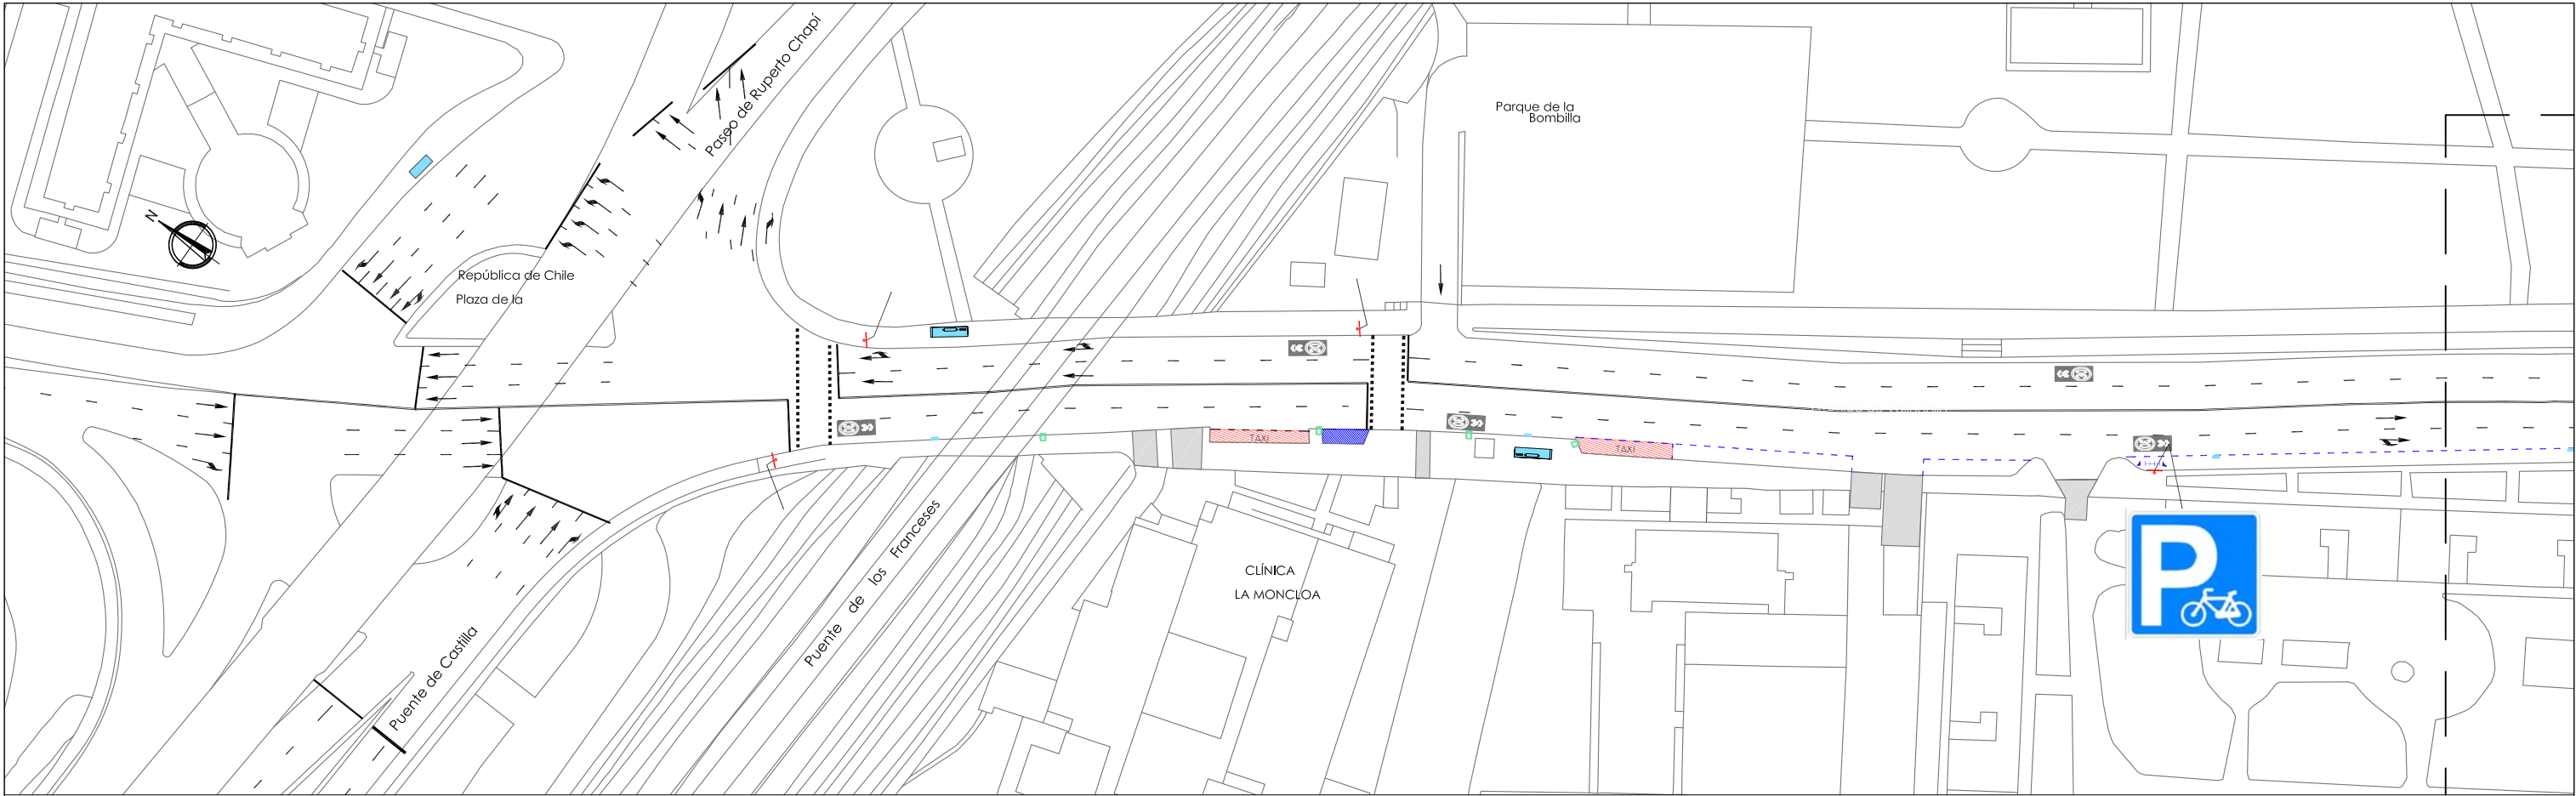 Paseo de Ruperto Chapí
Parque de la
Bombilla
N
República de Chile
Plaza de la
TAXI
TAXI
Puente de los Franceses
CLÍNICA
LA MONCLOA
P
Puente de Castilla